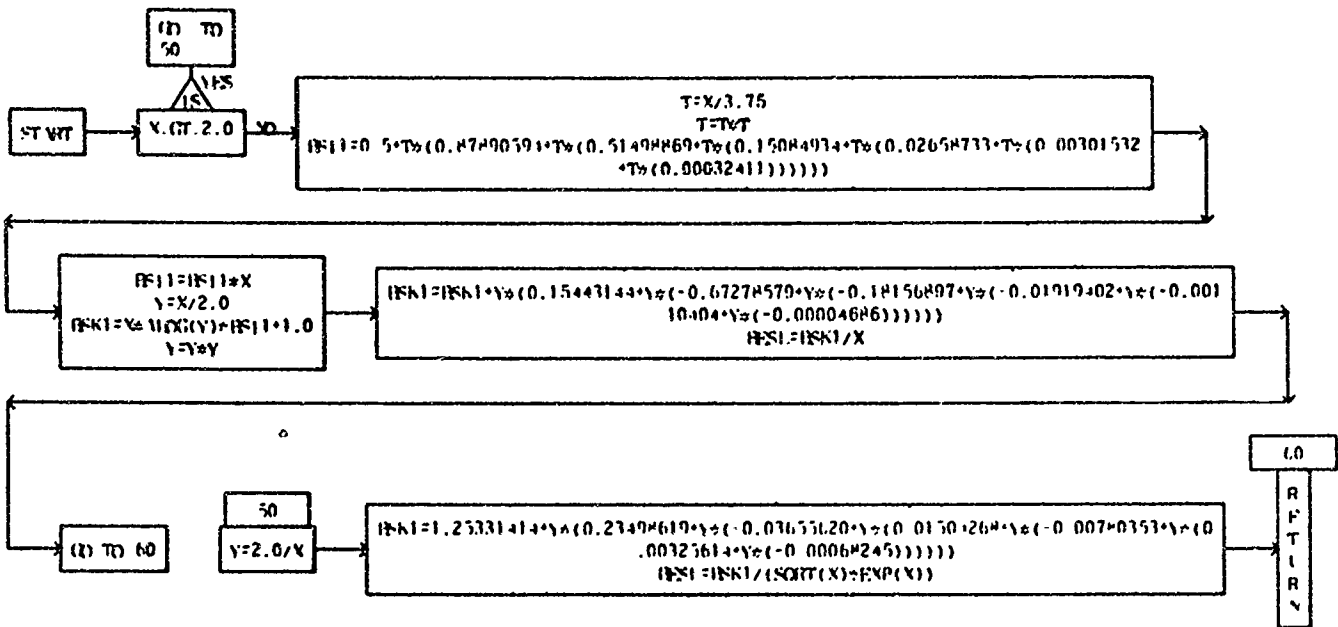 GO TO
50
YES
IS
START
X.GT.2.0
NO
T=X/3.75
T=T*T
BSI1=0.5+T*(0.87890594+T*(0.51498869+T*(0.15084934+T*(0.02658733+T*(0.00301532
+T*(0.00032411))))))
BSI1=BSI1*X
Y=X/2.0
BSK1=X*ALOG(Y)*BSI1+1.0
Y=Y*Y
BSK1=BSK1+Y*(0.15443144+Y*(-0.67278579+Y*(-0.18156897+Y*(-0.01919402+Y*(-0.001
10404+Y*(-0.00004686))))))
BESL=BSK1/X
GO TO 60
50
Y=2.0/X
BSK1=1.25331414+Y*(0.23498619+Y*(-0.03655620+Y*(0.01504268+Y*(-0.00780353+Y*(0
.00325614+Y*(-0.00068245))))))
BESL=BSK1/(SQRT(X)*EXP(X))
60
RETURN